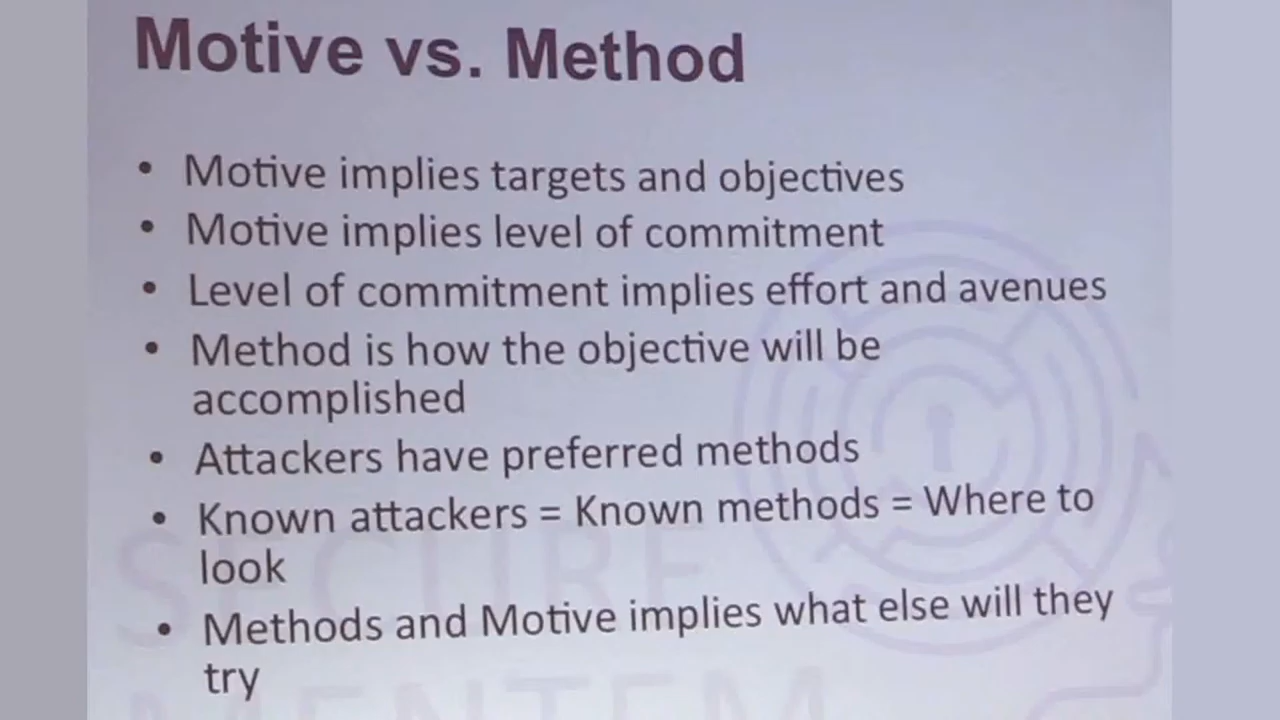 Motive vs. Method
• Motive implies targets and objectives
• Motive implies level of commitment
• Level of commitment implies effort and avenues
• Method is how the objective will be
accomplished
• Attackers have preferred methods
• Known attackers = Known methods = Where to
look
• Methods and Motive implies what else will they
try
SECURE
MENTEM